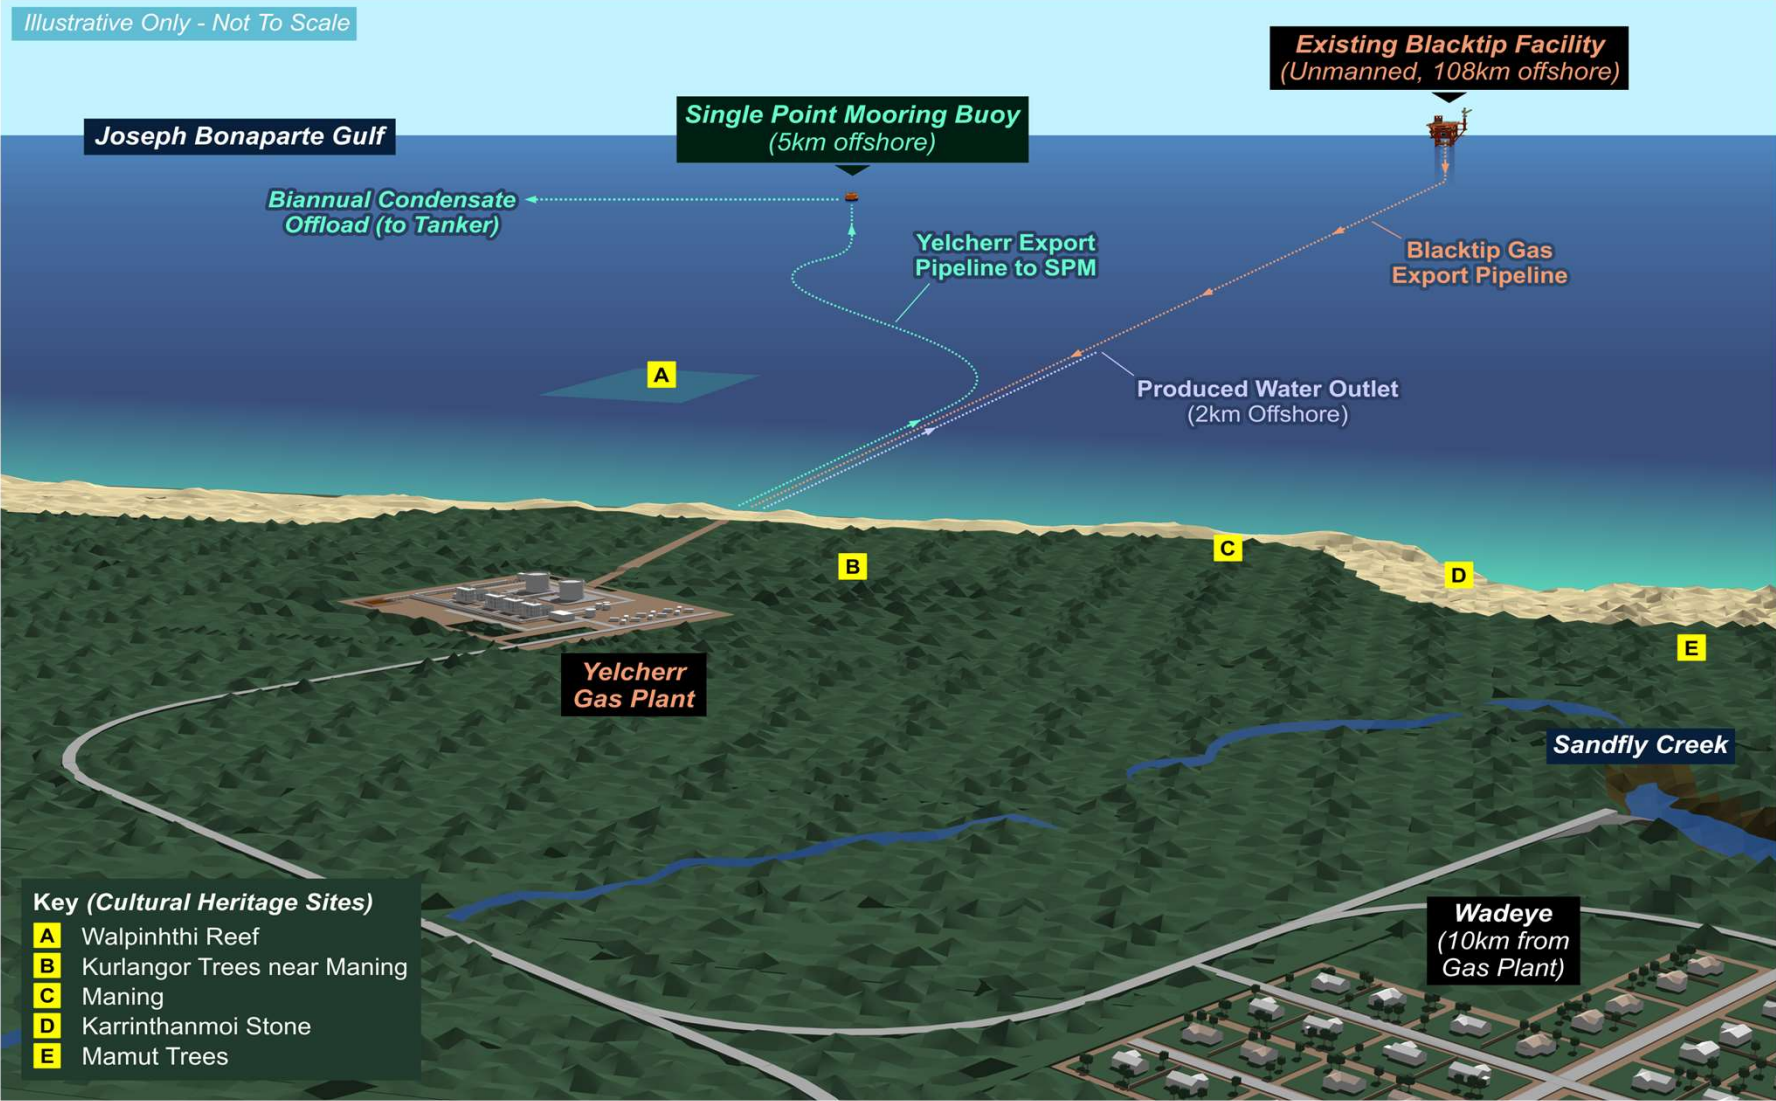 Illustrative Only - Not To Scale
Existing Blacktip Facility
(Unmanned, 108km offshore)
Single Point Mooring Buoy
(5km offshore)
Joseph Bonaparte Gulf
Biannual Condensate
Offload (to Tanker)
Yelcherr Export
Pipeline to SPM
Blacktip Gas
Export Pipeline
A
Produced Water Outlet
(2km Offshore)
C
B
D
E
Yelcherr
Gas Plant
Sandfly Creek
Wadeye
(10km from
Gas Plant)
Key (Cultural Heritage Sites)
A Walpinhthi Reef
B Kurlangor Trees near Maning
C Maning
D Karrinthanmoi Stone
E Mamut Trees